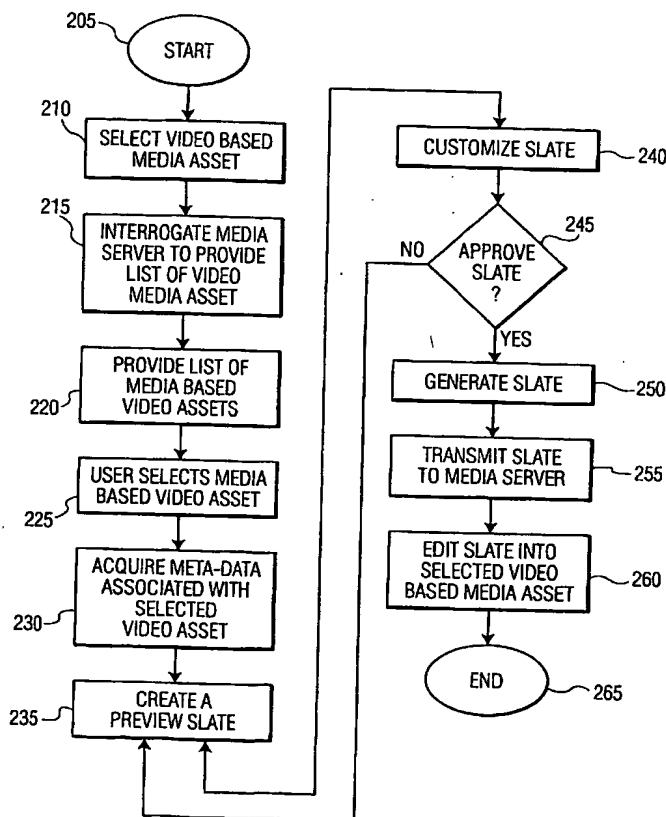 205
START
210
SELECT VIDEO BASED
MEDIA ASSET
215
INTERROGATE MEDIA
SERVER TO PROVIDE
LIST OF VIDEO
MEDIA ASSET
PROVIDE LIST OF
MEDIA BASED
VIDEO ASSETS
220
USER SELECTS MEDIA
BASED VIDEO ASSET
225
ACQUIRE META-DATA
ASSOCIATED WITH
SELECTED
VIDEO ASSET
230
CREATE A
PREVIEW SLATE
235
CUSTOMIZE SLATE
240
245
NO
APPROVE
SLATE
?
YES
GENERATE SLATE
250
TRANSMIT SLATE
TO MEDIA SERVER
255
EDIT SLATE INTO
SELECTED VIDEO
BASED MEDIA ASSET
260
END
265